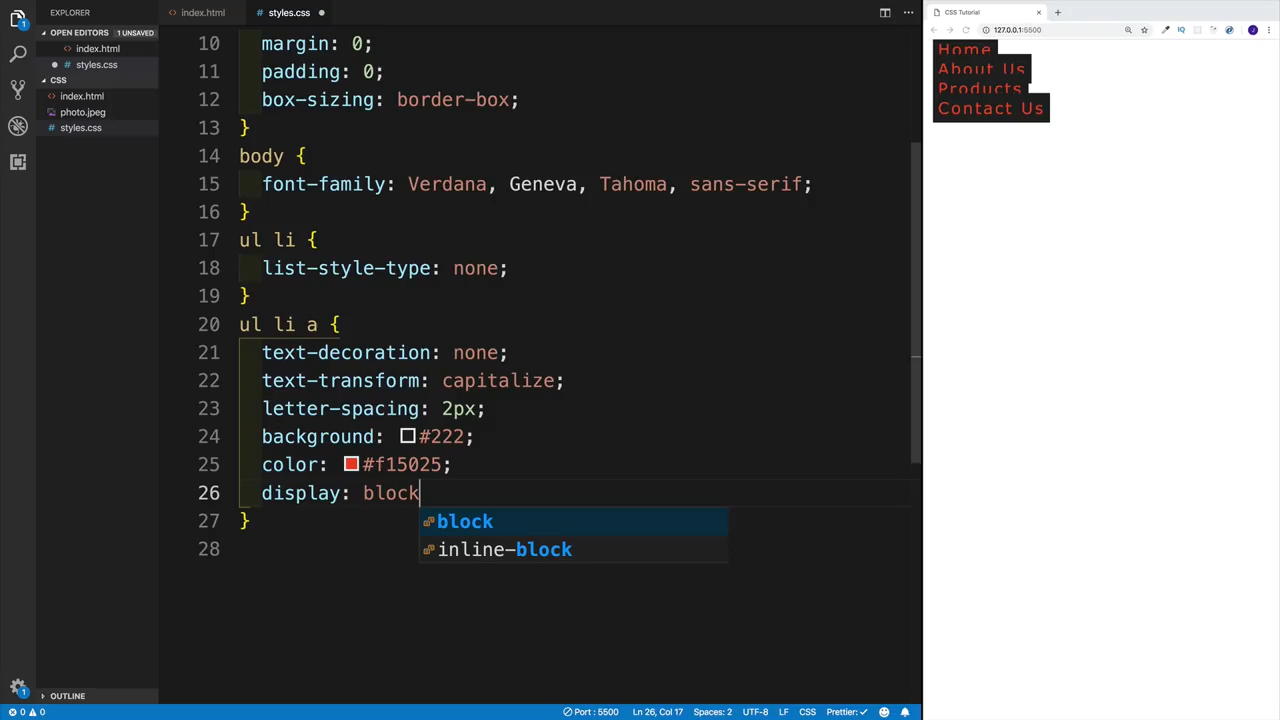 EXPLORER
OPEN EDITORS 1 UNSAVED
index.html
styles.css
CSS
index.html
photo.jpeg
styles.css
OUTLINE
index.html
styles.css
10 margin: 0;
11 padding: 0;
12 box-sizing: border-box;
13 }
14 body {
15 font-family: Verdana, Geneva, Tahoma, sans-serif;
16 }
17 ul li {
18 list-style-type: none;
19 }
20 ul li a {
21 text-decoration: none;
22 text-transform: capitalize;
23 letter-spacing: 2px;
24 background: #222;
25 color: #f15025;
26 display: block
27 }
28
block
inline-block
CSS Tutorial
127.0.0.1:5500
IQ
J
Home
About Us
Products
Contact Us
1
1
0 0 Port : 5500 Ln 26, Col 17 Spaces: 2 UTF-8 LF CSS Prettier: ✓